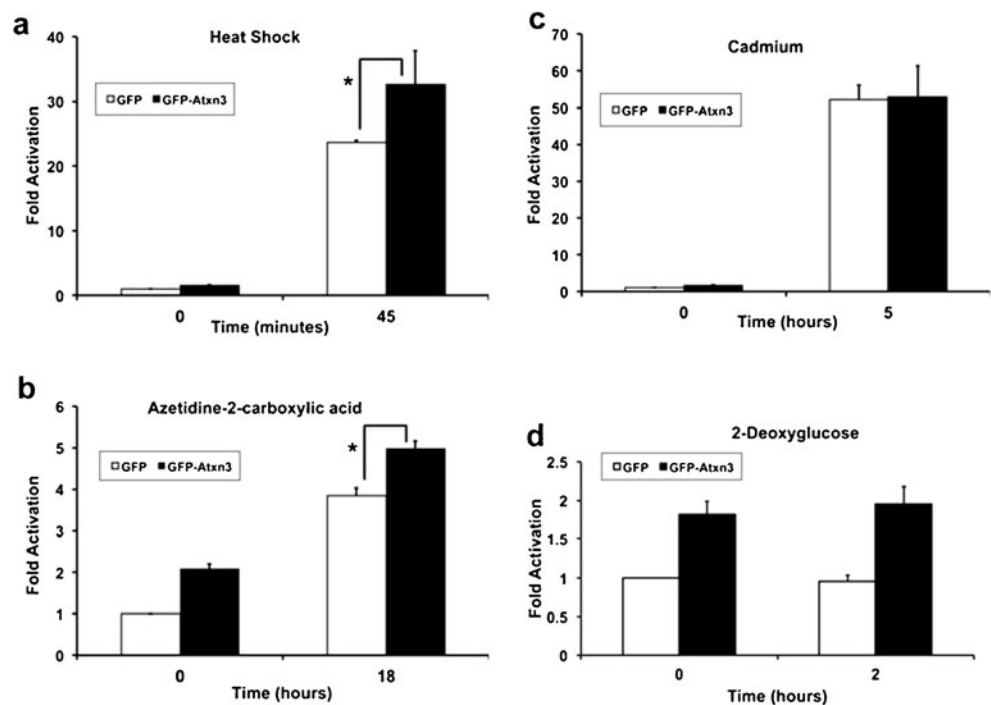 a
Heat Shock
Fold Activation
40
30
20
10
0
GFP GFP-Atxn3
*
0 45
Time (minutes)
b
Azetidine-2-carboxylic acid
Fold Activation
6
5
4
3
2
1
0
GFP GFP-Atxn3
*
0 18
Time (hours)
c
Cadmium
Fold Activation
70
60
50
40
30
20
10
0
GFP GFP-Atxn3
0 5
Time (hours)
d
2-Deoxyglucose
Fold Activation
2.5
2
1.5
1
0.5
0
GFP GFP-Atxn3
0 2
Time (hours)